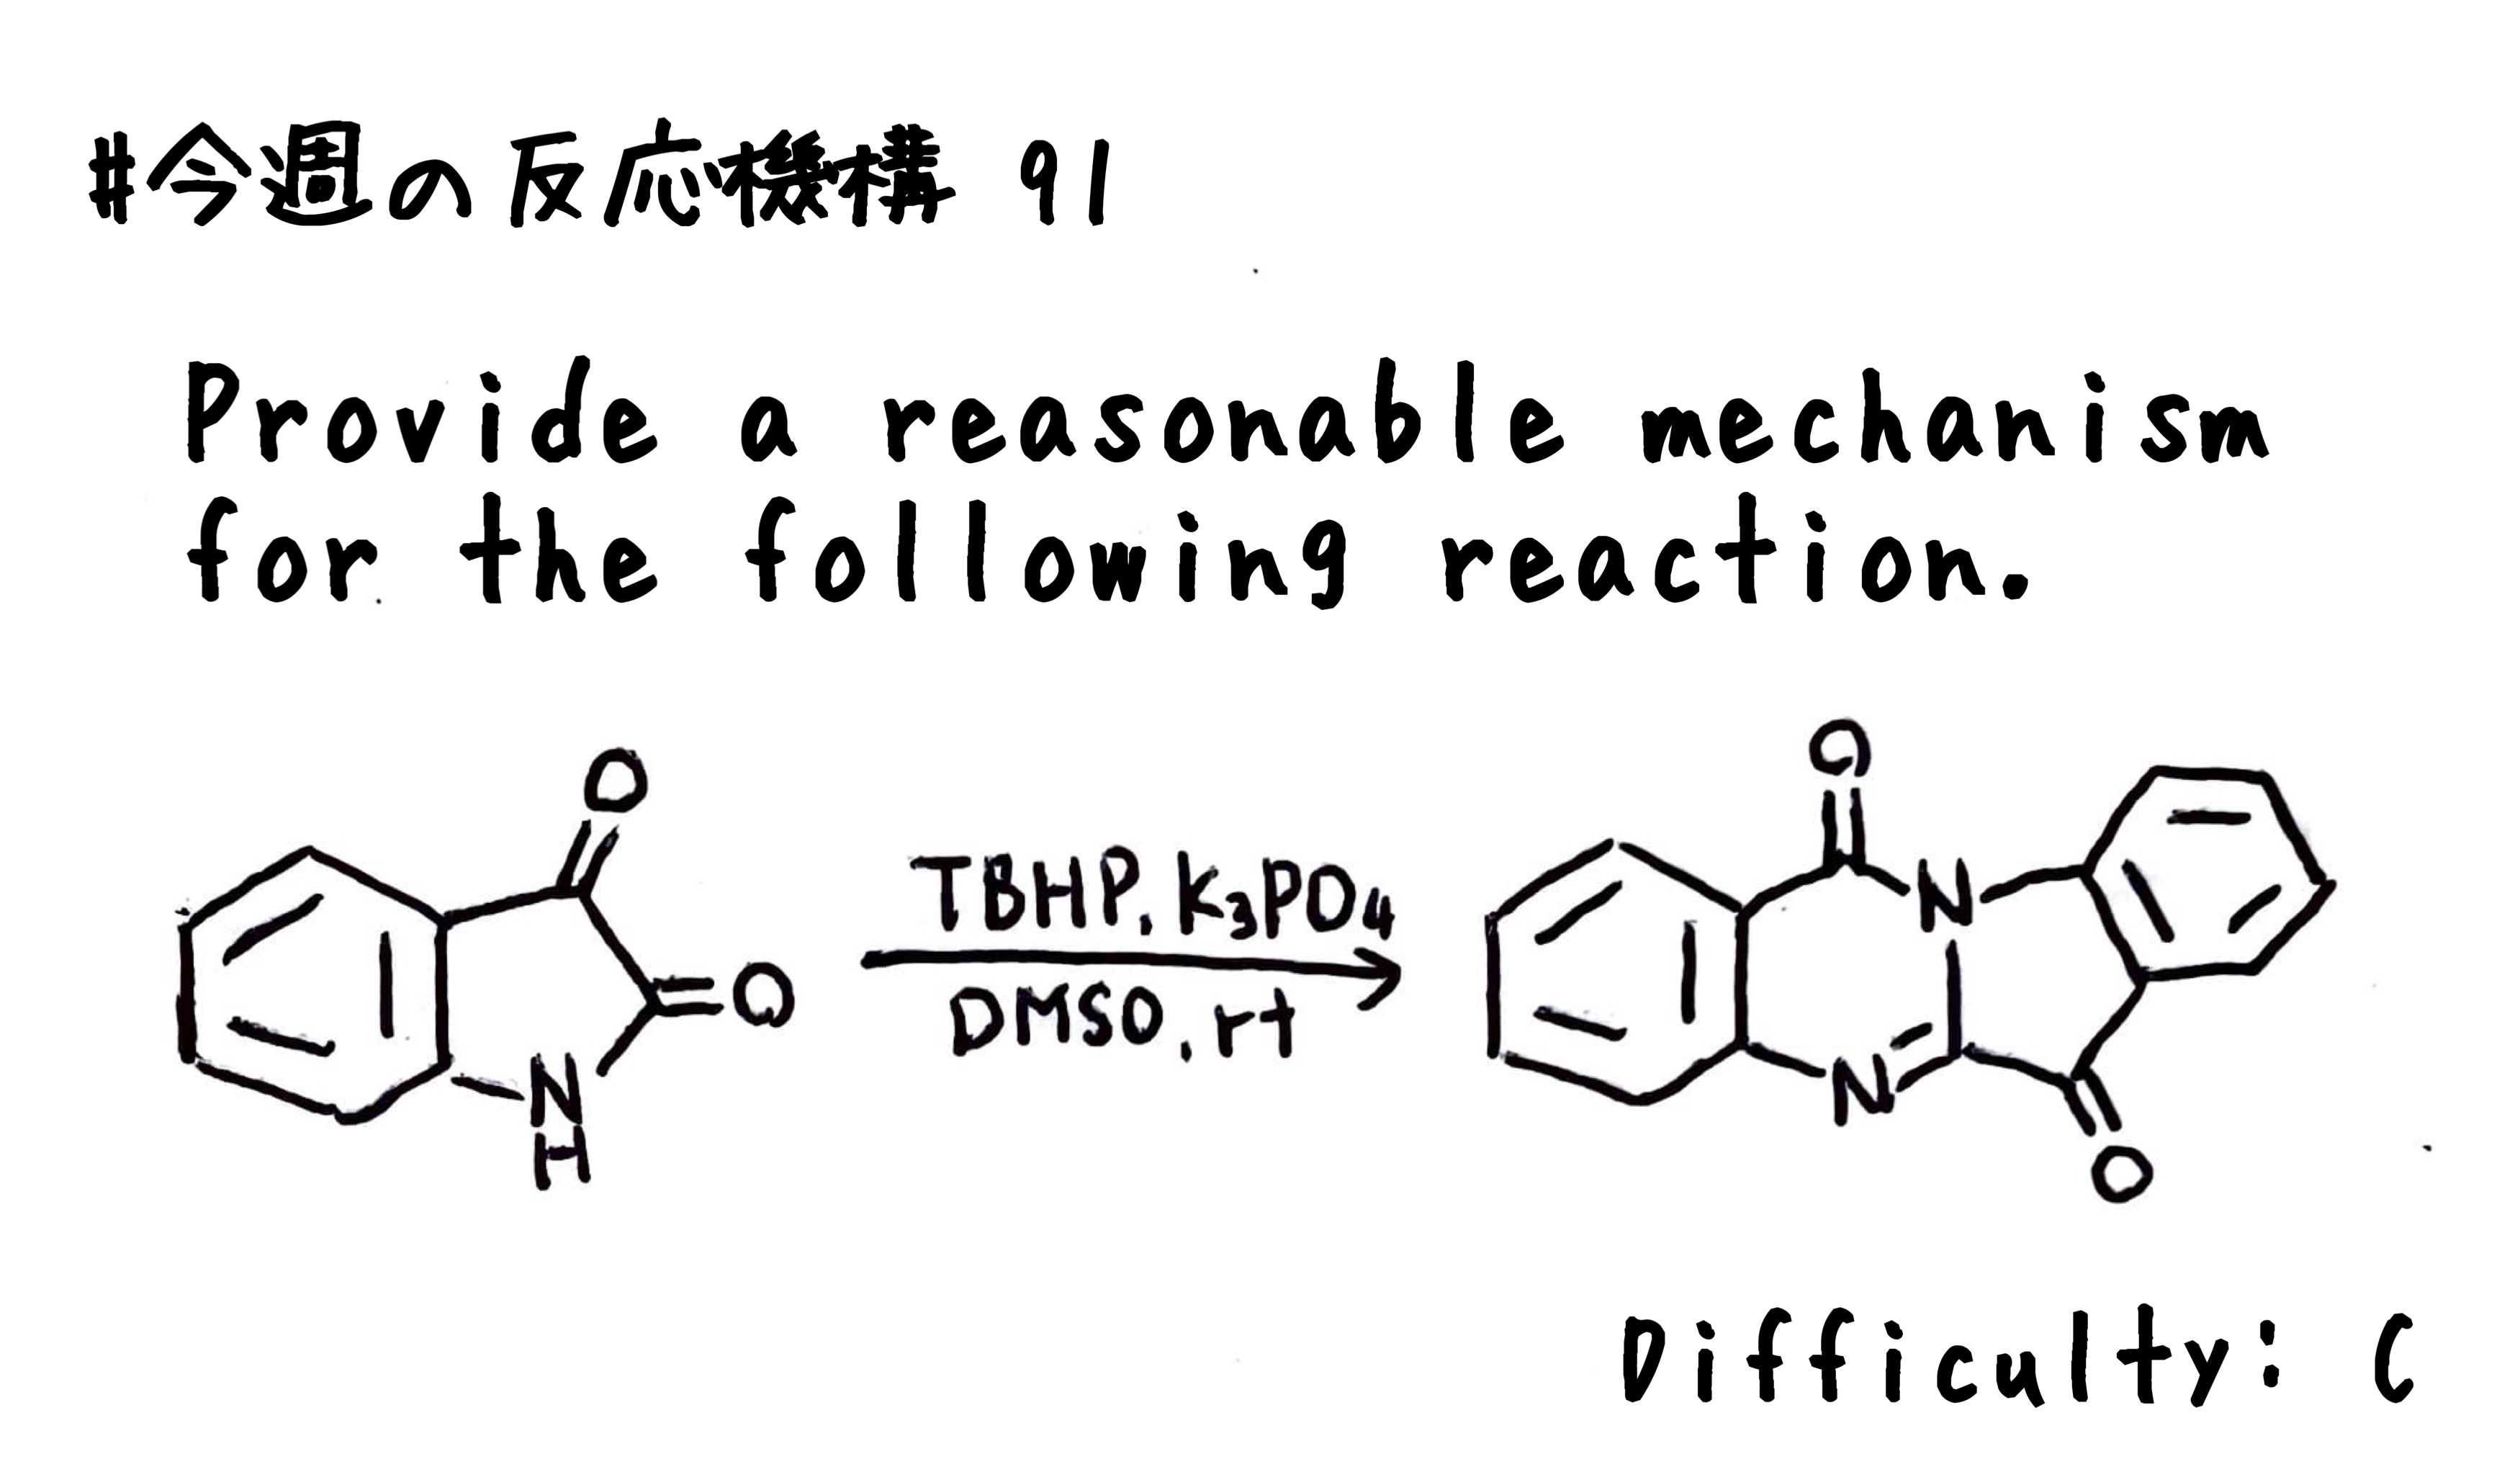 #今週の反応機構 91
Provide a reasonable mechanism
for the following reaction.
O
O
N
H
TBHP, K3PO4
DMSO, rt
O
N
N
O
Difficulty: C